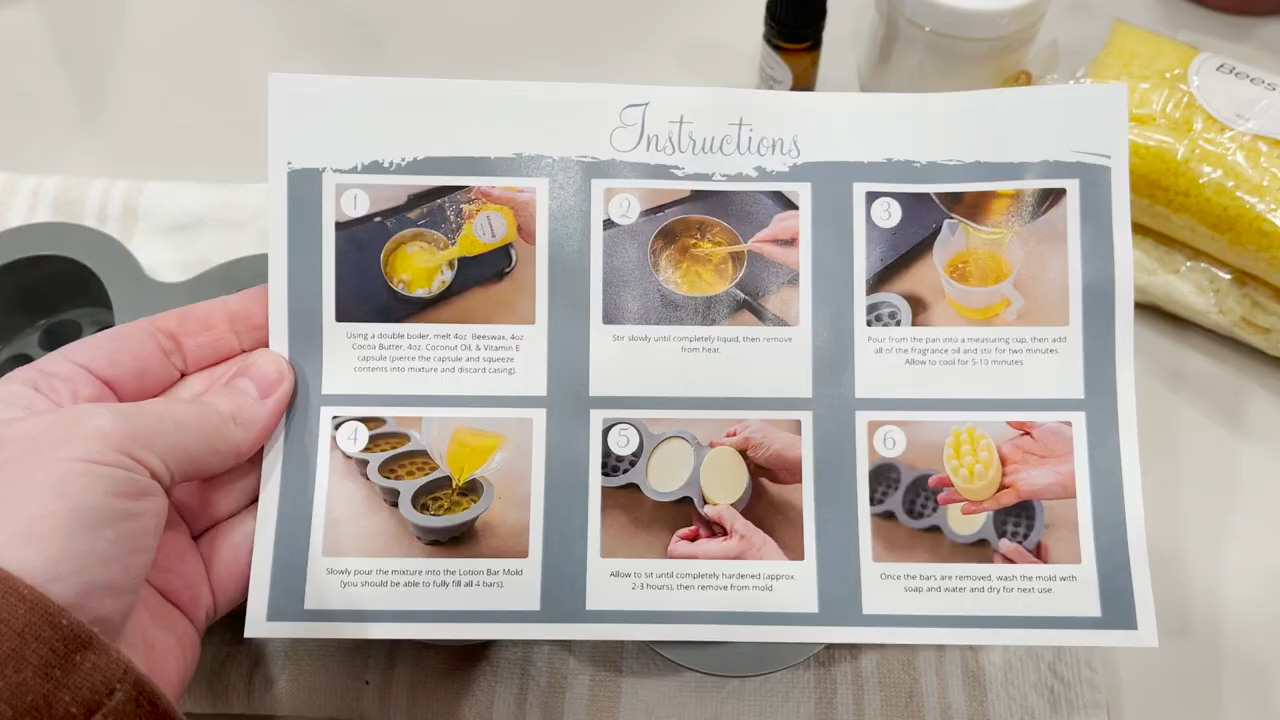 Bees
Instructions
1
Using a double boiler, melt 4oz. Beeswax, 4oz.
Cocoa Butter, 4oz. Coconut Oil, & Vitamin E
capsule (pierce the capsule and squeeze
contents into mixture and discard casing).
2
Stir slowly until completely liquid, then remove
from heat.
3
Pour from the pan into a measuring cup, then add
all of the fragrance oil and stir for two minutes.
Allow to cool for 5-10 minutes
4
Slowly pour the mixture into the Lotion Bar Mold
(you should be able to fully fill all 4 bars).
5
Allow to sit until completely hardened (approx.
2-3 hours), then remove from mold.
6
Once the bars are removed, wash the mold with
soap and water and dry for next use.